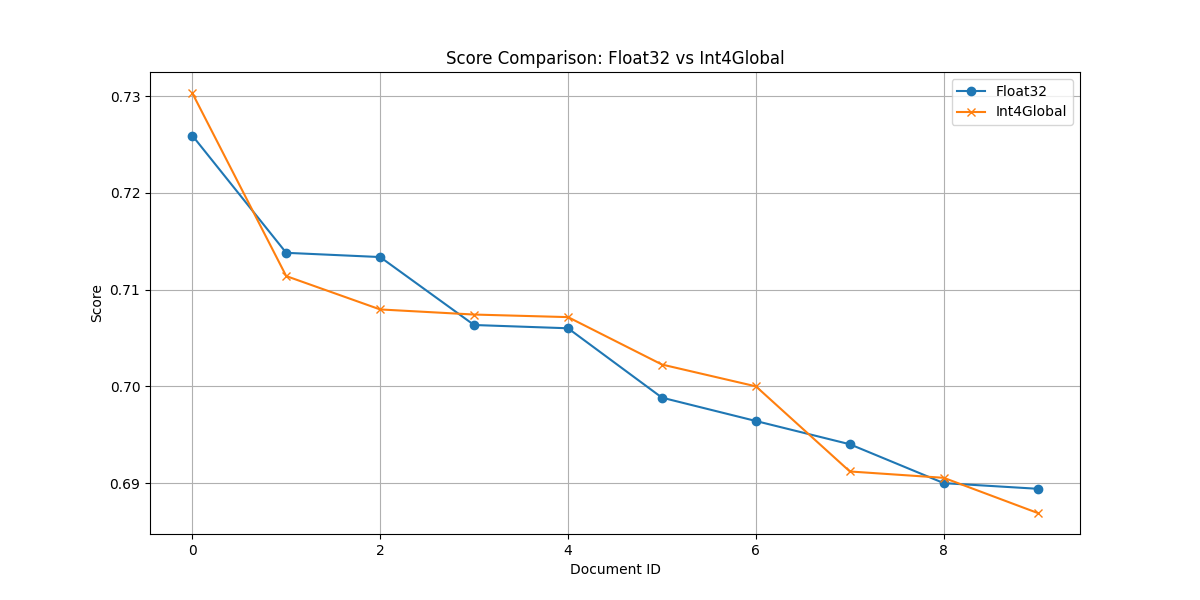 Score Comparison: Float32 vs Int4Global
Float32
Int4Global
0.73
0.72
0.71
0.70
0.69
Score
0 2 4 6 8
Document ID